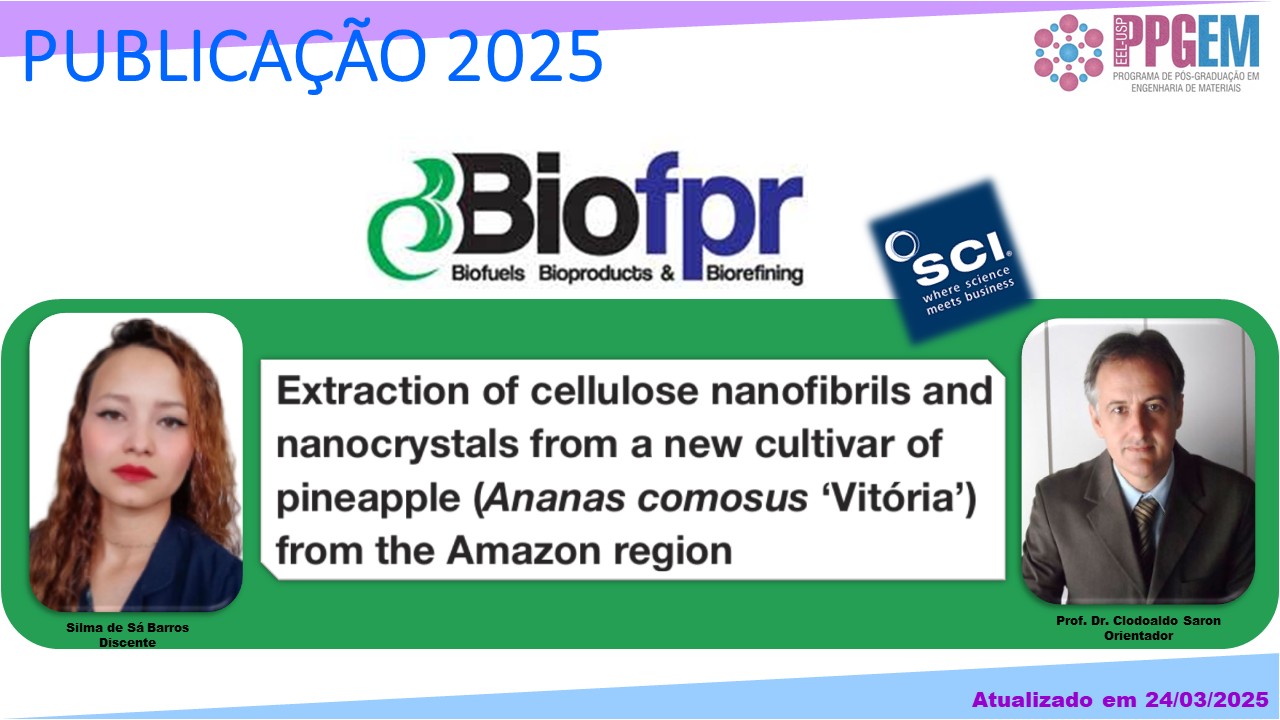 PUBLICAÇÃO 2025
EEL-USP
PPGEM
PROGRAMA DE PÓS-GRADUAÇÃO EM
ENGENHARIA DE MATERIAIS
Biofpr
Biofuels Bioproducts & Biorefining
SCI®
where science
meets business
Extraction of cellulose nanofibrils and
nanocrystals from a new cultivar of
pineapple (Ananas comosus ‘Vitória’)
from the Amazon region
Silma de Sá Barros
Discente
Prof. Dr. Clodoaldo Saron
Orientador
Atualizado em 24/03/2025